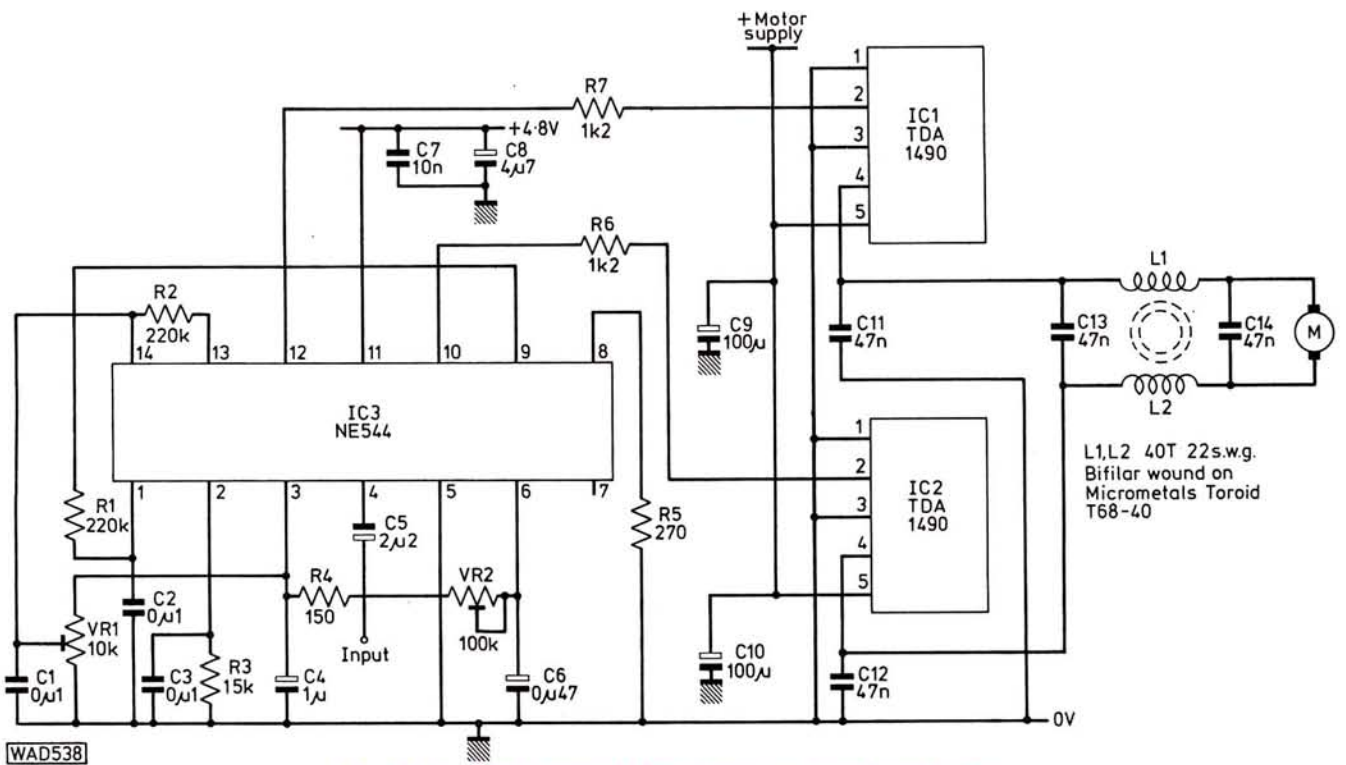 +Motor
supply
1
2
3
4
5
IC1
TDA
1490
R7
1k2
+4·8V
C7
10n
C8
4µ7
R6
1k2
R2
220k
14
13
12
11
10
9
8
IC3
NE544
1
2
3
4
5
6
7
R1
220k
C5
2µ2
R5
270
C2
0µ1
R4
150
VR2
100k
VR1
10k
Input
C1
0µ1
C3
0µ1
R3
15k
C4
1µ
C6
0µ47
C9
100µ
C11
47n
C13
47n
L1
L2
C14
47n
M
1
2
3
4
5
IC2
TDA
1490
L1,L2 40T 22s.w.g.
Bifilar wound on
Micrometals Toroid
T68-40
C10
100µ
C12
47n
0V
WAD538